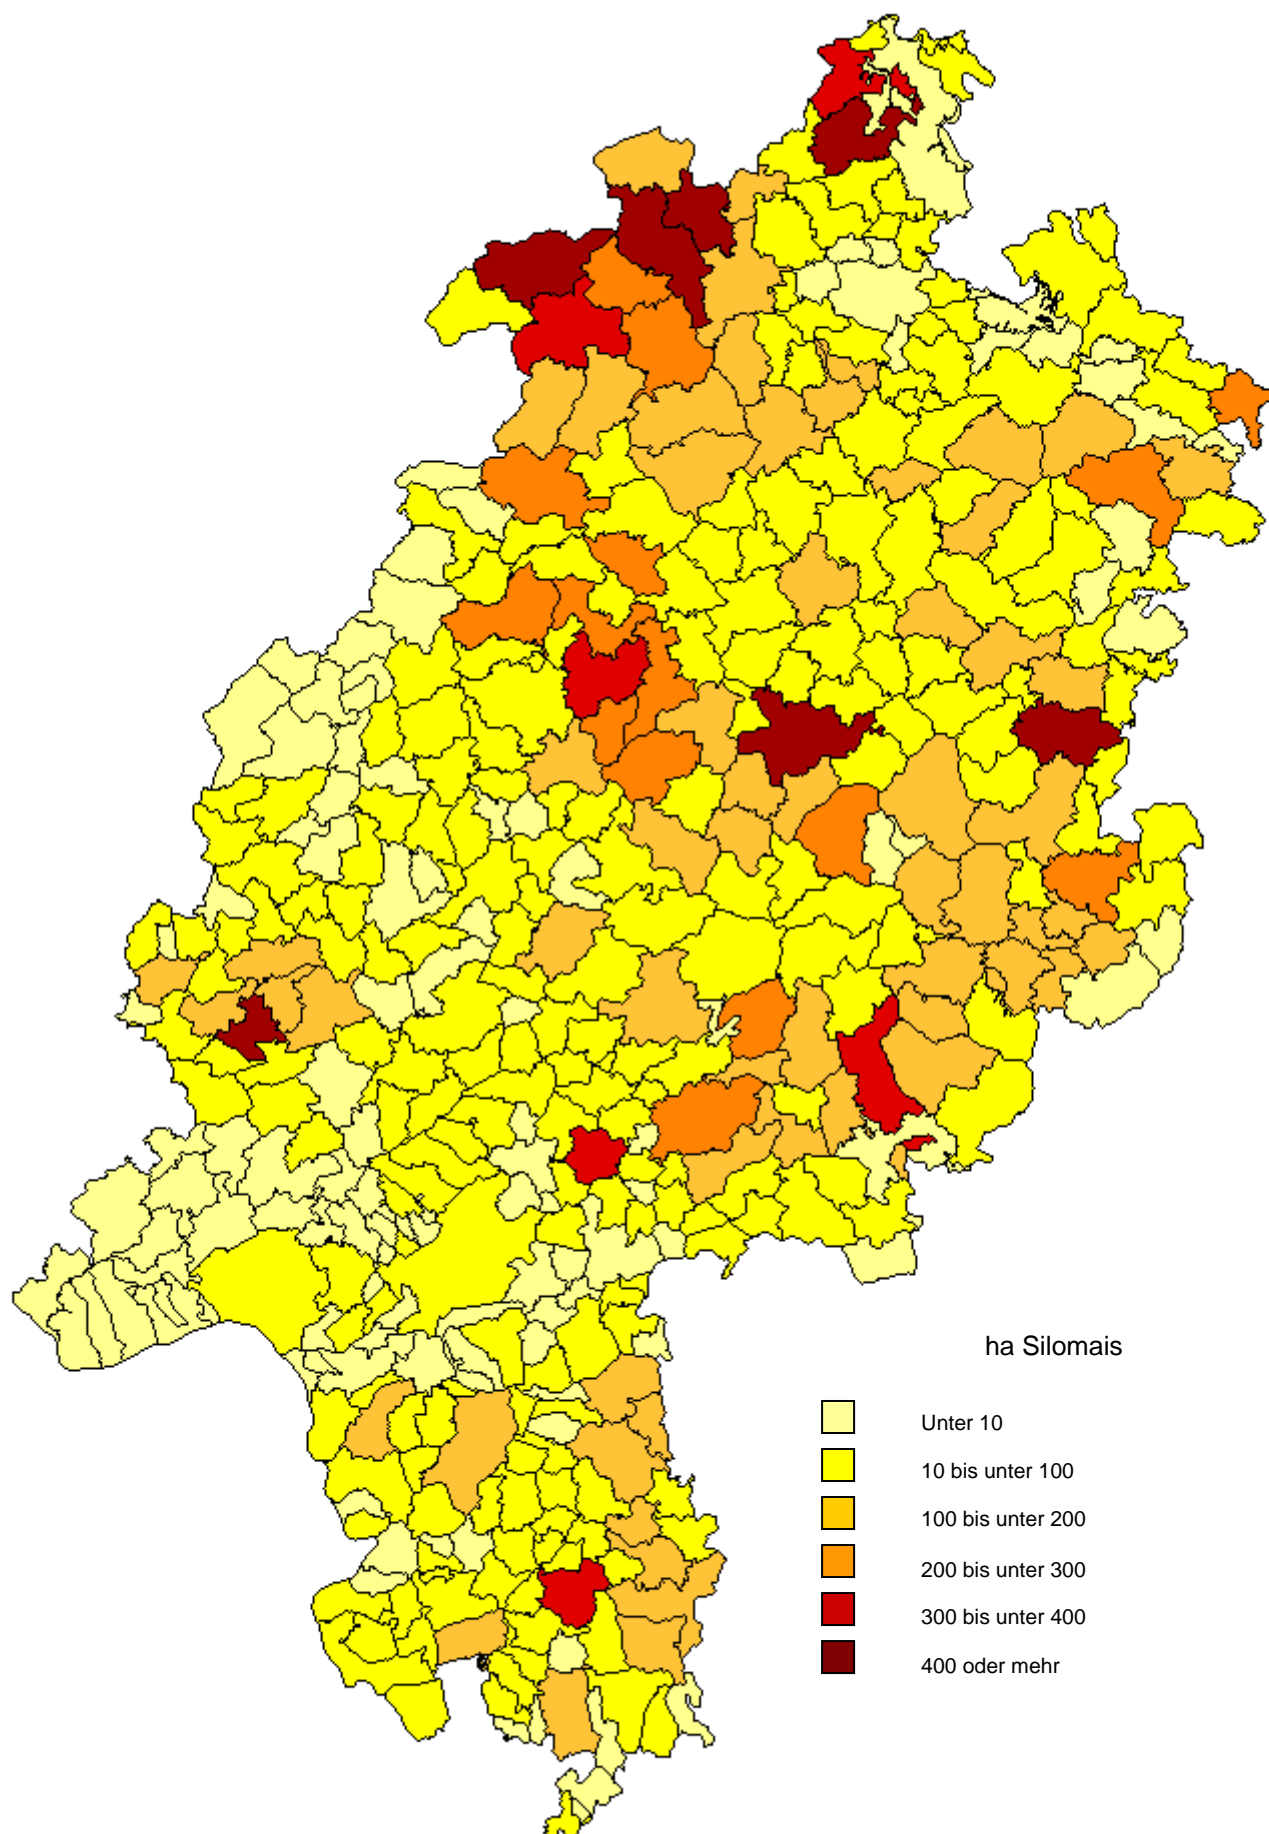 ha Silomais
Unter 10
10 bis unter 100
100 bis unter 200
200 bis unter 300
300 bis unter 400
400 oder mehr